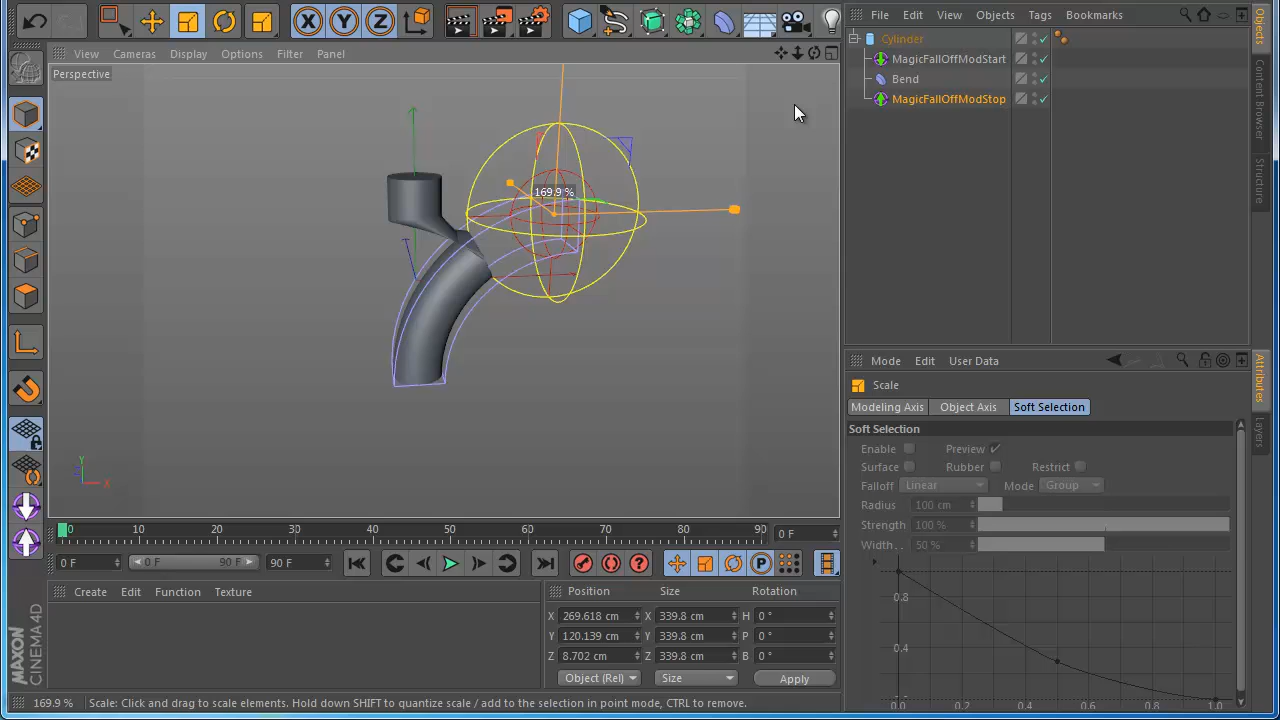 File Edit View Objects Tags Bookmarks
View Cameras Display Options Filter Panel
Perspective
169.9 %
Cylinder
MagicFallOffModStart
Bend
MagicFallOffModStop
Objects
Content Browser
Structure
Mode Edit User Data
Scale
Modeling Axis Object Axis Soft Selection
Soft Selection
Enable Preview
Surface Rubber Restrict
Falloff Linear Mode Group
Radius 100 cm
Strength 100 %
Width . . 50 %
0.8
0.4
0.0 0.2 0.4 0.6 0.8 1.0
Attributes
Layers
X Y Z
Y
X
0 10 20 30 40 50 60 70 80 90 0 F
0 F 0 F 90 F 90 F
P
Create Edit Function Texture
Position Size Rotation
X 269.618 cm X 339.8 cm H 0 °
Y 120.139 cm Y 339.8 cm P 0 °
Z 8.702 cm Z 339.8 cm B 0 °
Object (Rel) Size Apply
MAXON
CINEMA 4D
169.9 % Scale: Click and drag to scale elements. Hold down SHIFT to quantize scale / add to the selection in point mode, CTRL to remove.